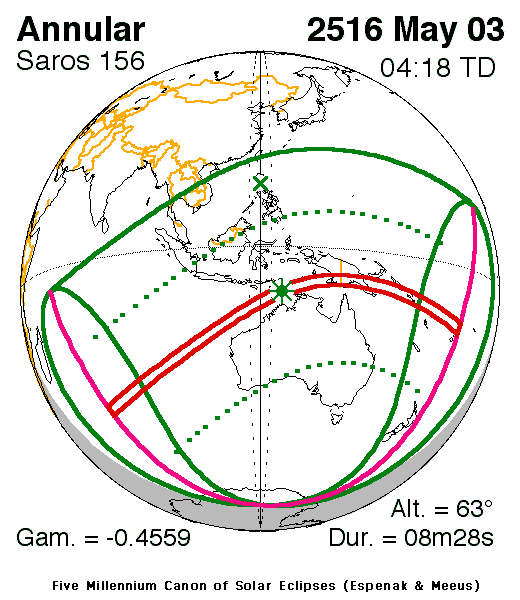 Annular
2516 May 03
Saros 156
04:18 TD
Alt. = 63°
Gam. = -0.4559
Dur. = 08m28s
Five Millennium Canon of Solar Eclipses (Espenak & Meeus)